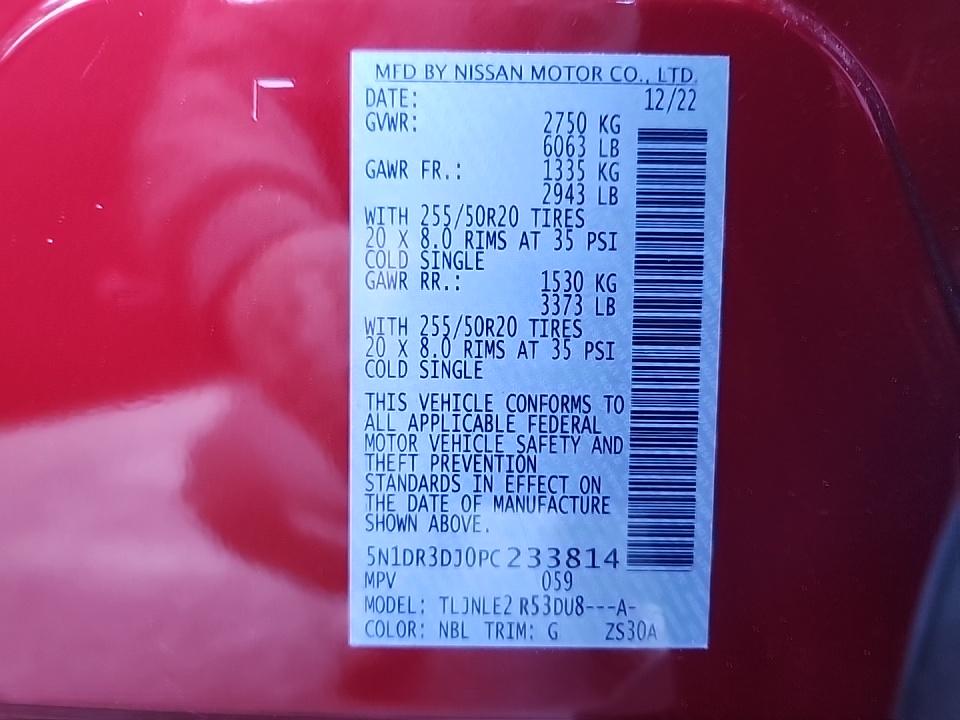 MFD BY NISSAN MOTOR CO., LTD.
DATE: 12/22
GVWR: 2750 KG
6063 LB
GAWR FR.: 1335 KG
2943 LB
WITH 255/50R20 TIRES
20 X 8.0 RIMS AT 35 PSI
COLD SINGLE
GAWR RR.: 1530 KG
3373 LB
WITH 255/50R20 TIRES
20 X 8.0 RIMS AT 35 PSI
COLD SINGLE
THIS VEHICLE CONFORMS TO
ALL APPLICABLE FEDERAL
MOTOR VEHICLE SAFETY AND
THEFT PREVENTION
STANDARDS IN EFFECT ON
THE DATE OF MANUFACTURE
SHOWN ABOVE.
5N1DR3DJ0PC233814
MPV 059
MODEL: TLJNLE2 R53DU8---A-
COLOR: NBL TRIM: G ZS30A